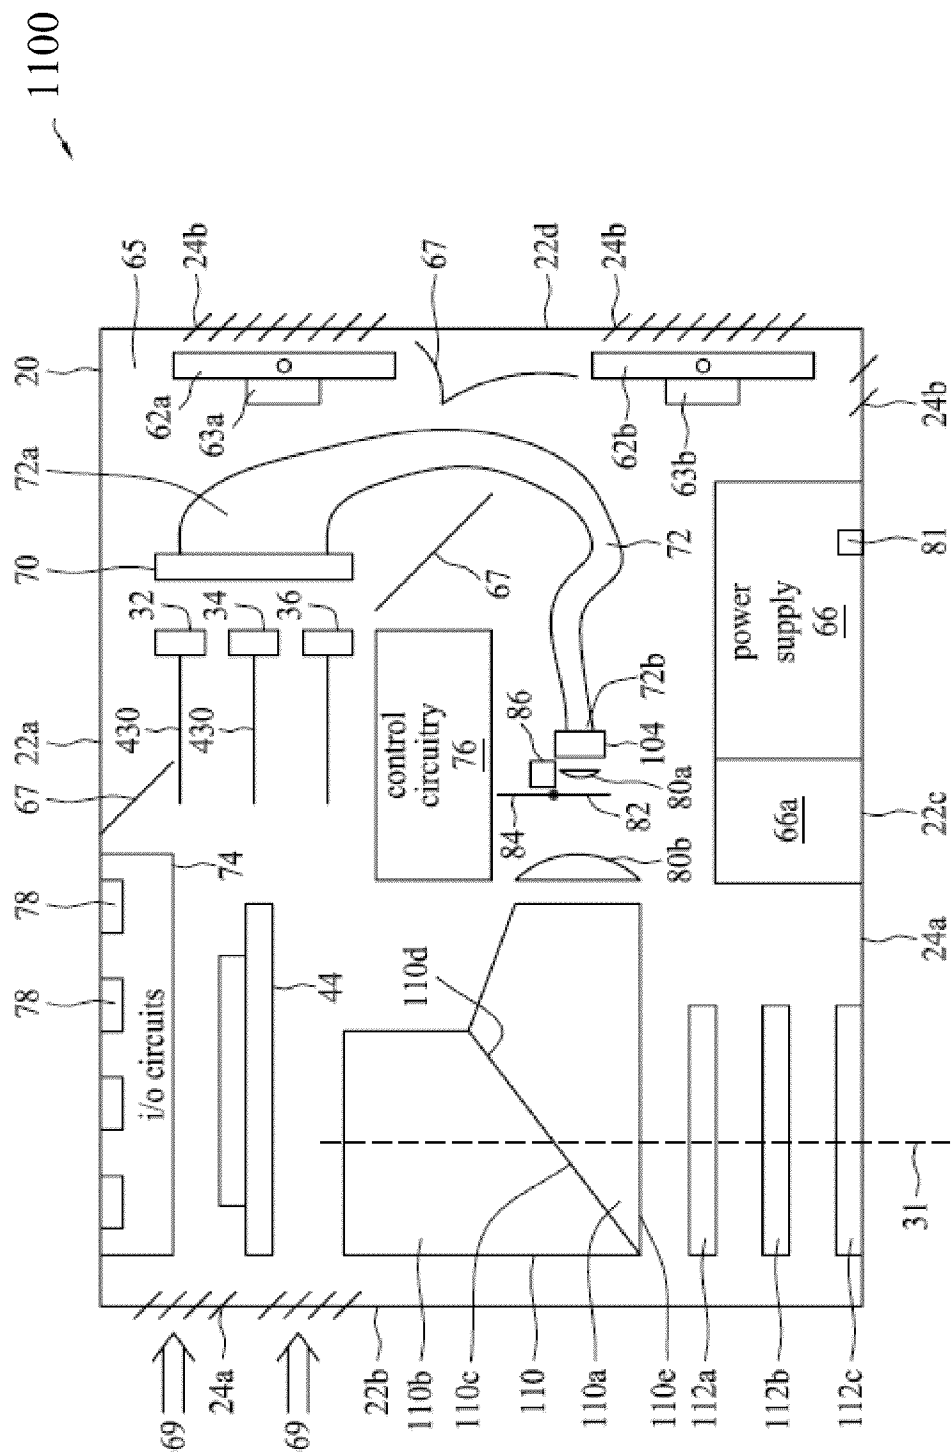 1100
78
78
67
22a
70
72a
20
65
430
32
62a
24b
i/o circuits
69
430
34
24a
74
63a
36
69
44
22b
control
circuitry
76
67
67
110b
110d
110c
84
86
22d
110
110a
82
72b
104
72
62b
24b
110e
80b
80a
63b
112a
power
supply
66
112b
66a
112c
31
24a
22c
81
24b